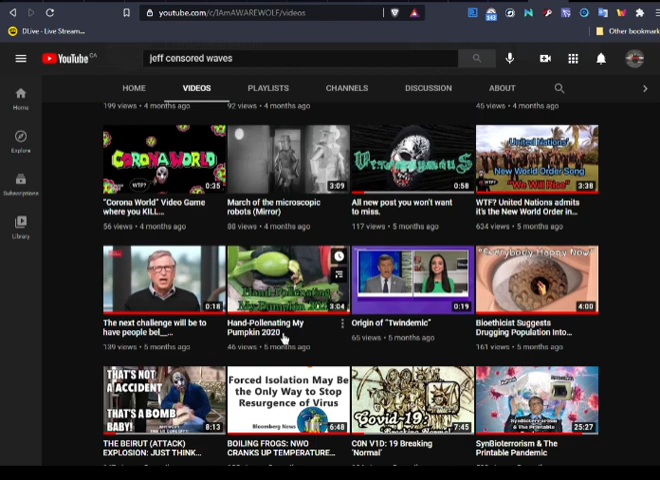 youtube.com/c/IAmAWAREWOLF/videos
DLive - Live Stream...
Other bookmark
YouTube CA
jeff censored waves
HOME VIDEOS PLAYLISTS CHANNELS DISCUSSION ABOUT
Home
Explore
Subscriptions
Library
199 views • 4 months ago
92 views • 4 months ago
45 views • 4 months ago
CORONA WORLD
WTF?
0:35
3:09
0:58
United Nations'
New World Order Song
"We Will Rise"
3:38
"Corona World" Video Game
where you KILL...
56 views • 4 months ago
March of the microscopic
robots (Mirror)
88 views • 4 months ago
All new post you won't want
to miss.
117 views • 5 months ago
WTF? United Nations admits
it's the New World Order in...
634 views • 5 months ago
0:18
Hand-Pollenating
My Pumpkin 2020
3:04
0:19
"Everybody Happy Now"
4:00
The next challenge will be to
have people bel__...
139 views • 5 months ago
Hand-Pollenating My
Pumpkin 2020
46 views • 5 months ago
Origin of "Twindemic"
65 views • 5 months ago
Bioethicist Suggests
Drugging Population Into...
161 views • 5 months ago
THAT'S NOT
A ACCIDENT
THAT'S A BOMB
BABY!
8:13
Forced Isolation May Be
the Only Way to Stop
Resurgence of Virus
Bloomberg News
6:48
Covid-19:
7:45
25:27
THE BEIRUT (ATTACK)
EXPLOSION: JUST THINK...
BOILING FROGS: NWO
CRANKS UP TEMPERATURE...
C0N V1D: 19 Breaking
'Normal'
SynBioterrorism & The
Printable Pandemic